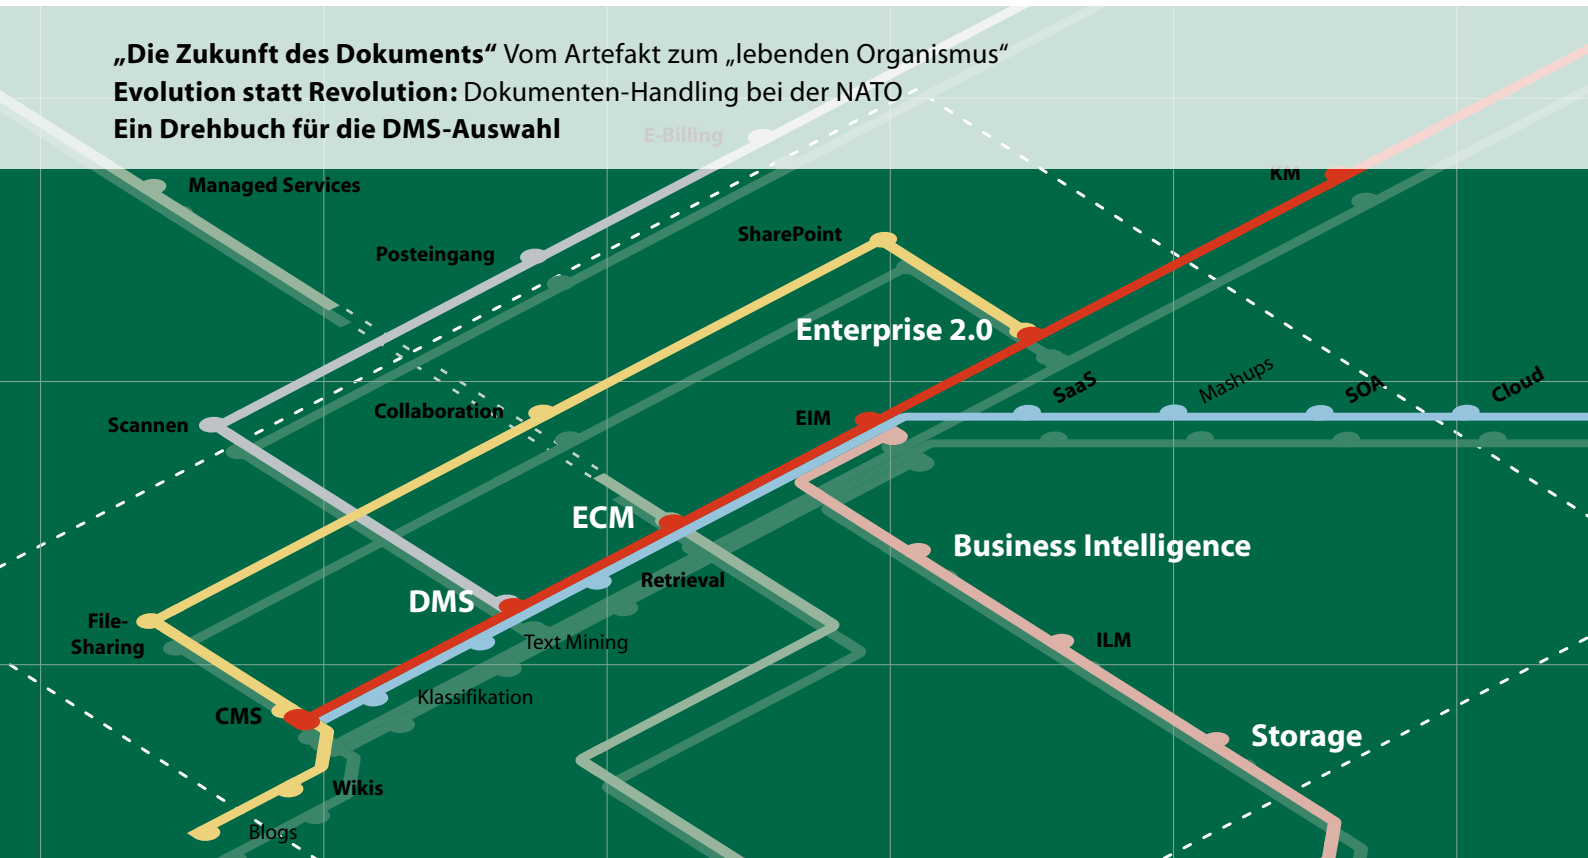 „Die Zukunft des Dokuments“ Vom Artefakt zum „lebenden Organismus“
Evolution statt Revolution: Dokumenten-Handling bei der NATO
Ein Drehbuch für die DMS-Auswahl
E-Billing
KM
Managed Services
SharePoint
Posteingang
Enterprise 2.0
SaaS
Mashups
SOA
Cloud
Collaboration
EIM
Scannen
ECM
Business Intelligence
Retrieval
DMS
File-
Sharing
Text Mining
ILM
Klassifikation
CMS
Storage
Wikis
Blogs